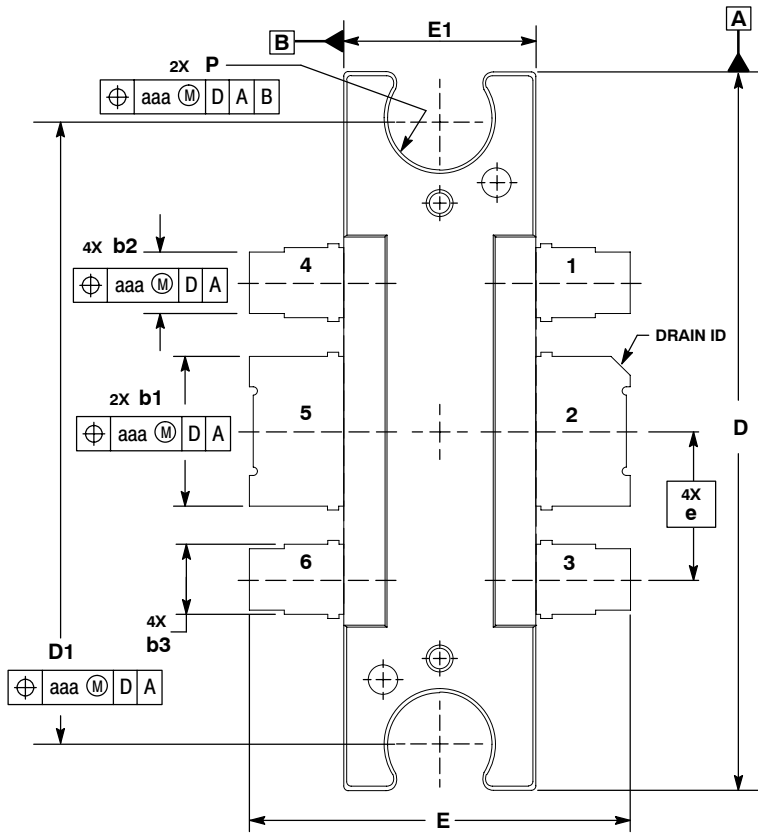 A
B
E1
2X P
⌖ aaa Ⓜ D A B
4X b2
4
1
⌖ aaa Ⓜ D A
DRAIN ID
2X b1
5
2
D
⌖ aaa Ⓜ D A
4X
e
6
3
4X
b3
D1
⌖ aaa Ⓜ D A
E